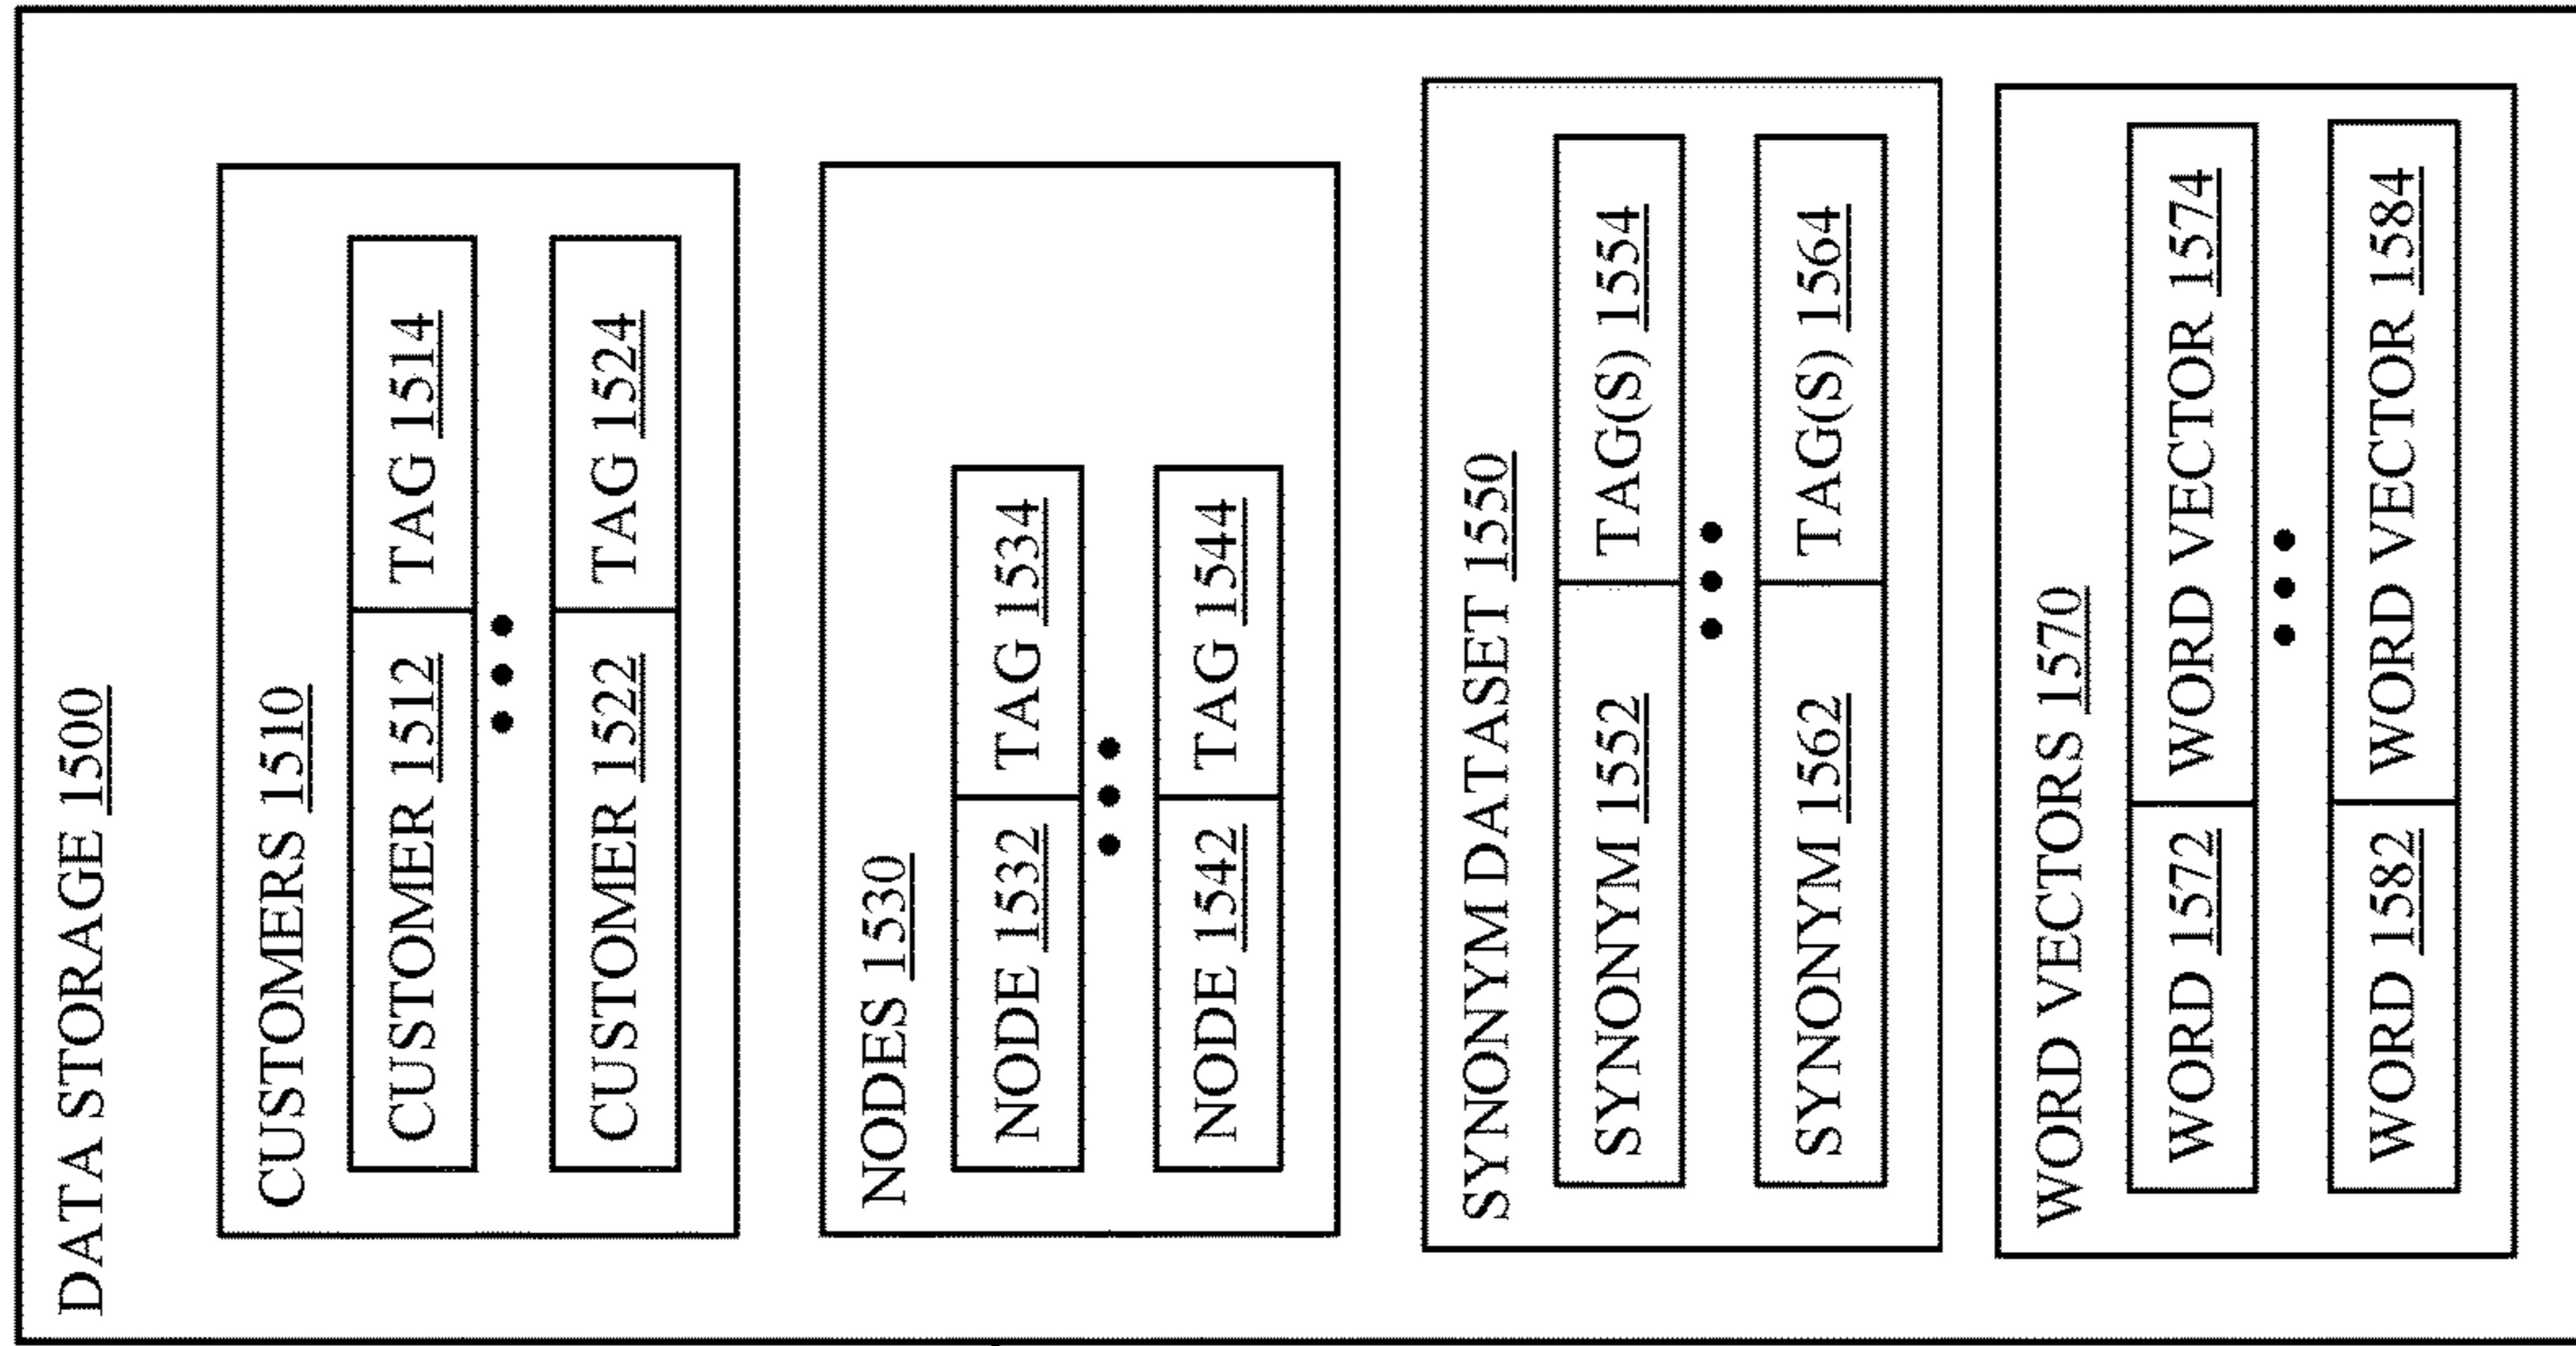 DATA STORAGE 1500
CUSTOMERS 1510
CUSTOMER 1512 TAG 1514
CUSTOMER 1522 TAG 1524
NODES 1530
NODE 1532 TAG 1534
NODE 1542 TAG 1544
SYNONYM DATASET 1550
SYNONYM 1552 TAG(S) 1554
SYNONYM 1562 TAG(S) 1564
WORD VECTORS 1570
WORD 1572 WORD VECTOR 1574
WORD 1582 WORD VECTOR 1584